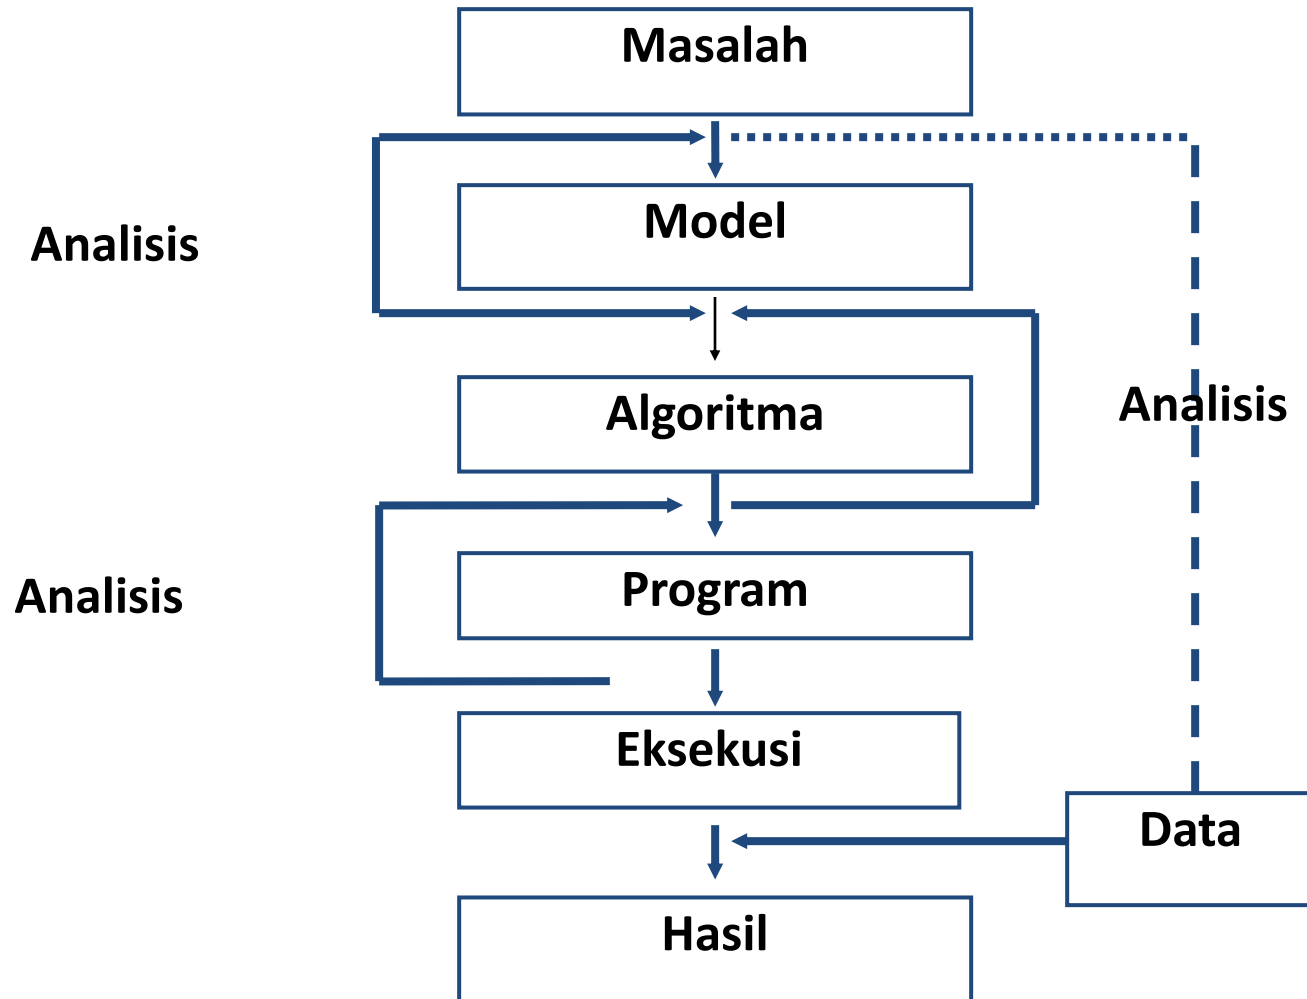 Masalah
Model
Analisis
Algoritma
Analisis
Program
Analisis
Eksekusi
Data
Hasil